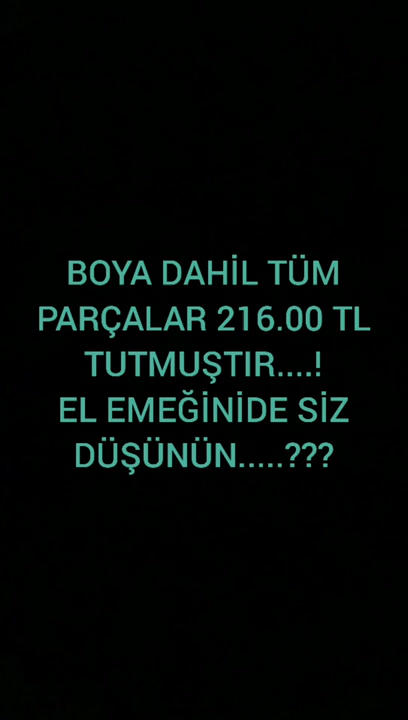 BOYA DAHİL TÜM
PARÇALAR 216.00 TL
TUTMUŞTIR....!
EL EMEĞİNİDE SİZ
DÜŞÜNÜN.....???